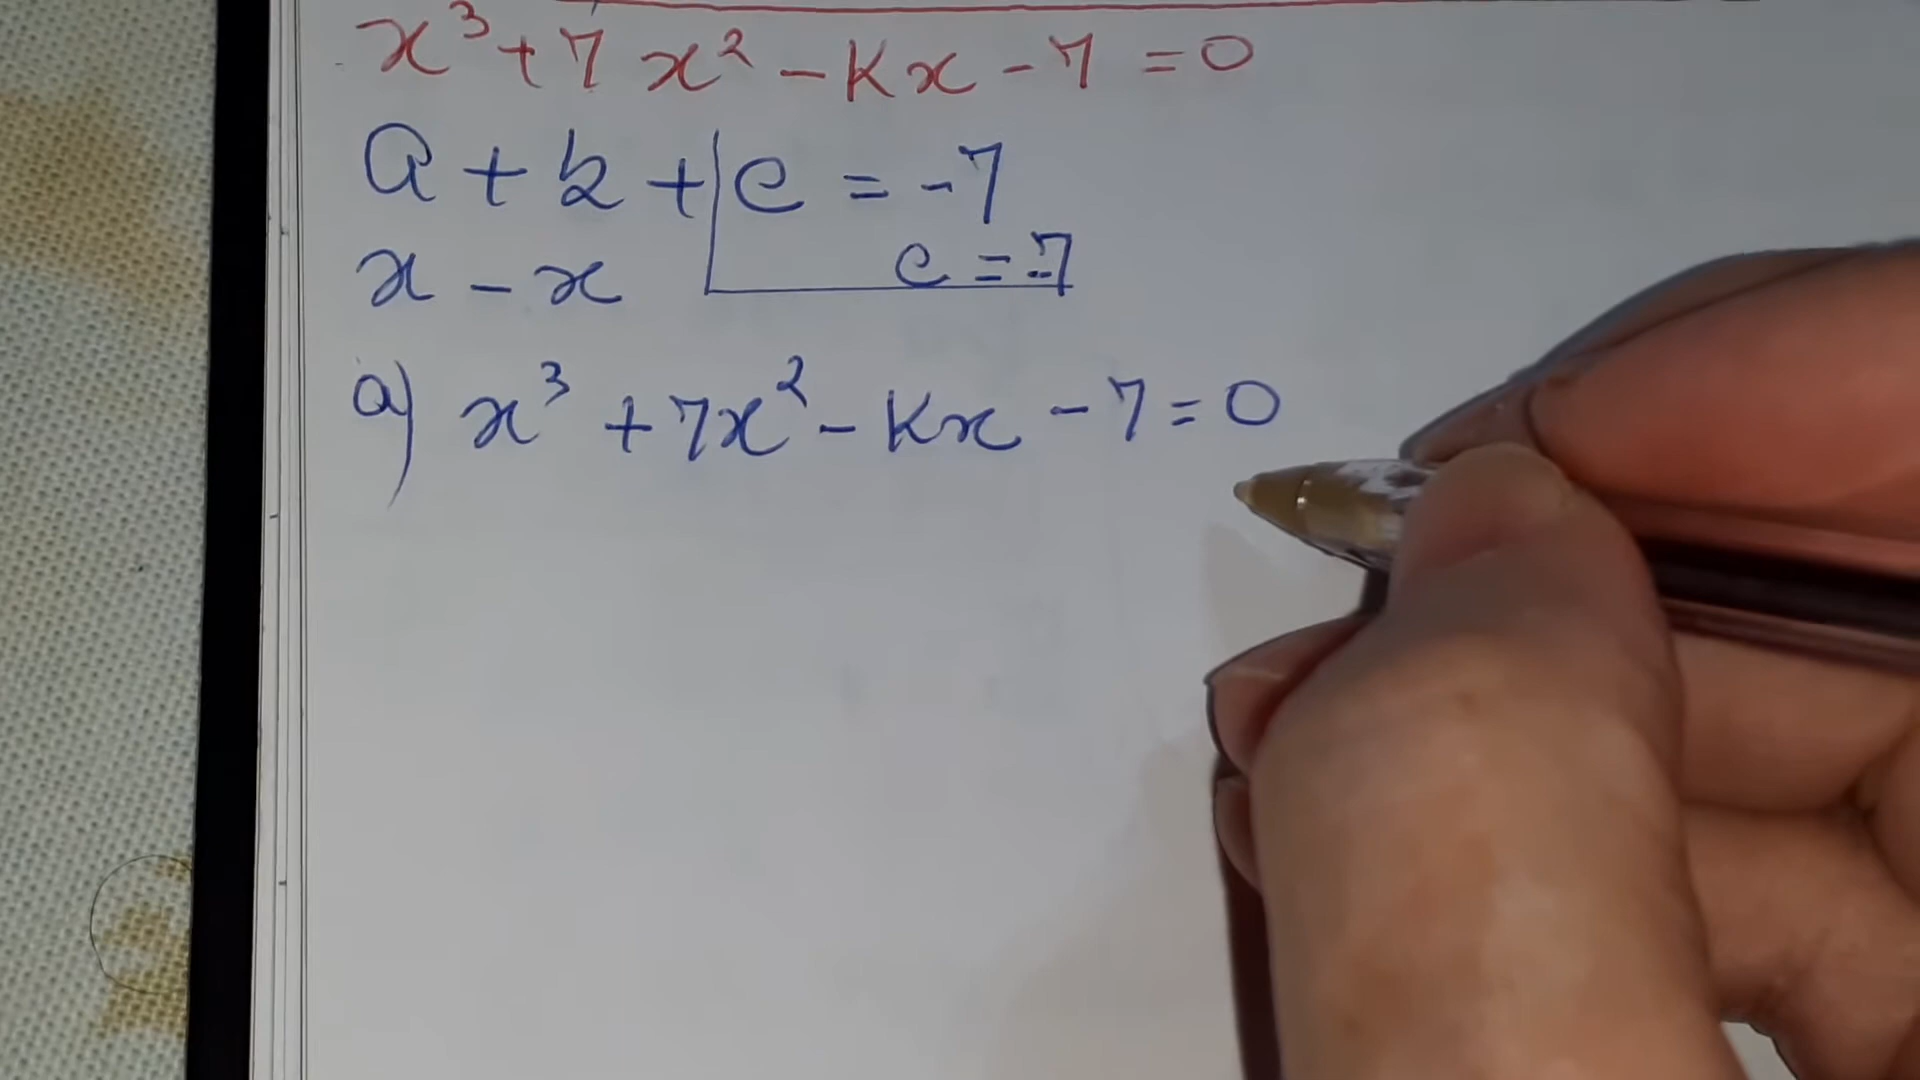 x³ + 7x² - Kx - 7 = 0
a + b + c = -7
x - x c = -7
a) x³ + 7x² - Kx - 7 = 0